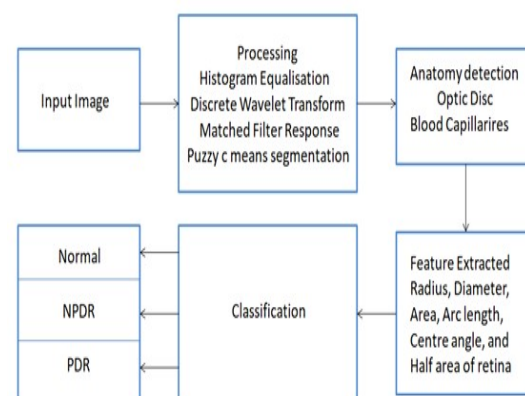 Input Image
Processing
Histogram Equalisation
Discrete Wavelet Transform
Matched Filter Response
Puzzy c means segmentation
Anatomy detection
Optic Disc
Blood Capillarires
Feature Extracted
Radius, Diameter,
Area, Arc length,
Centre angle, and
Half area of retina
Classification
Normal
NPDR
PDR